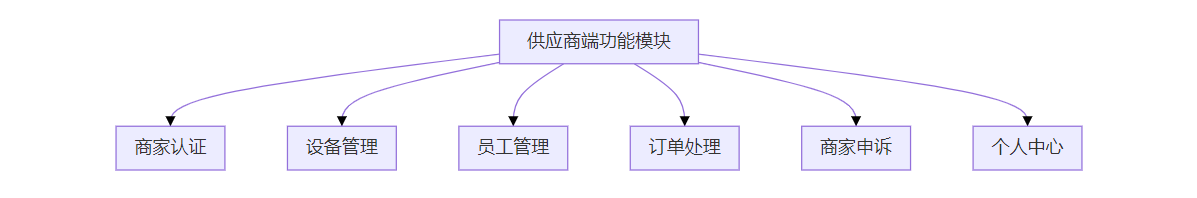 供应商端功能模块
商家认证
设备管理
员工管理
订单处理
商家申诉
个人中心